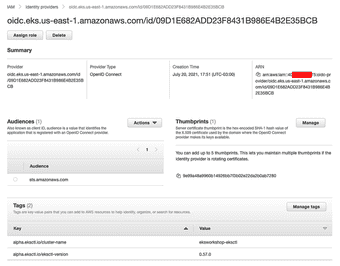 IAM > Identity providers > oidc.eks.us-east-1.amazonaws.com/id/09D1E682ADD23F8431B986E4B2E35BCB
oidc.eks.us-east-1.amazonaws.com/id/09D1E682ADD23F8431B986E4B2E35BCB
Assign role Delete
Summary
Provider
oidc.eks.us-east-1.amazonaws.com/id
/09D1E682ADD23F8431B986E4B2E35B
CB
Provider Type
OpenID Connect
Creation Time
July 20, 2021, 17:51 (UTC-03:00)
ARN
arn:aws:iam::
:oidc-pr
ovider/oidc.eks.us-east-1.amazonaws.c
om/id/09D1E682ADD23F8431B986E4B
2E35BCB
Audiences (1)
Actions
Also known as client ID, audience is a value that identifies the
application that is registered with an OpenID Connect provider.
1
Audience
sts.amazonaws.com
Thumbprints (1)
Manage
Server certificate thumbprint is the hex-encoded SHA-1 hash value of
the X.509 certificate used by the domain where the OpenID Connect
provider makes its keys available.
You can add up to 5 thumbprints. This lets you maintain multiple thumbprints if the
identity provider is rotating certificates.
9e99a48a9960b14926bb7f3b02e22da2b0ab7280
Tags (2)
Manage tags
Tags are key-value pairs that you can add to AWS resources to help identify, organize, or search for resources.
Key
Value
alpha.eksctl.io/cluster-name
eksworkshop-eksctl
alpha.eksctl.io/eksctl-version
0.57.0